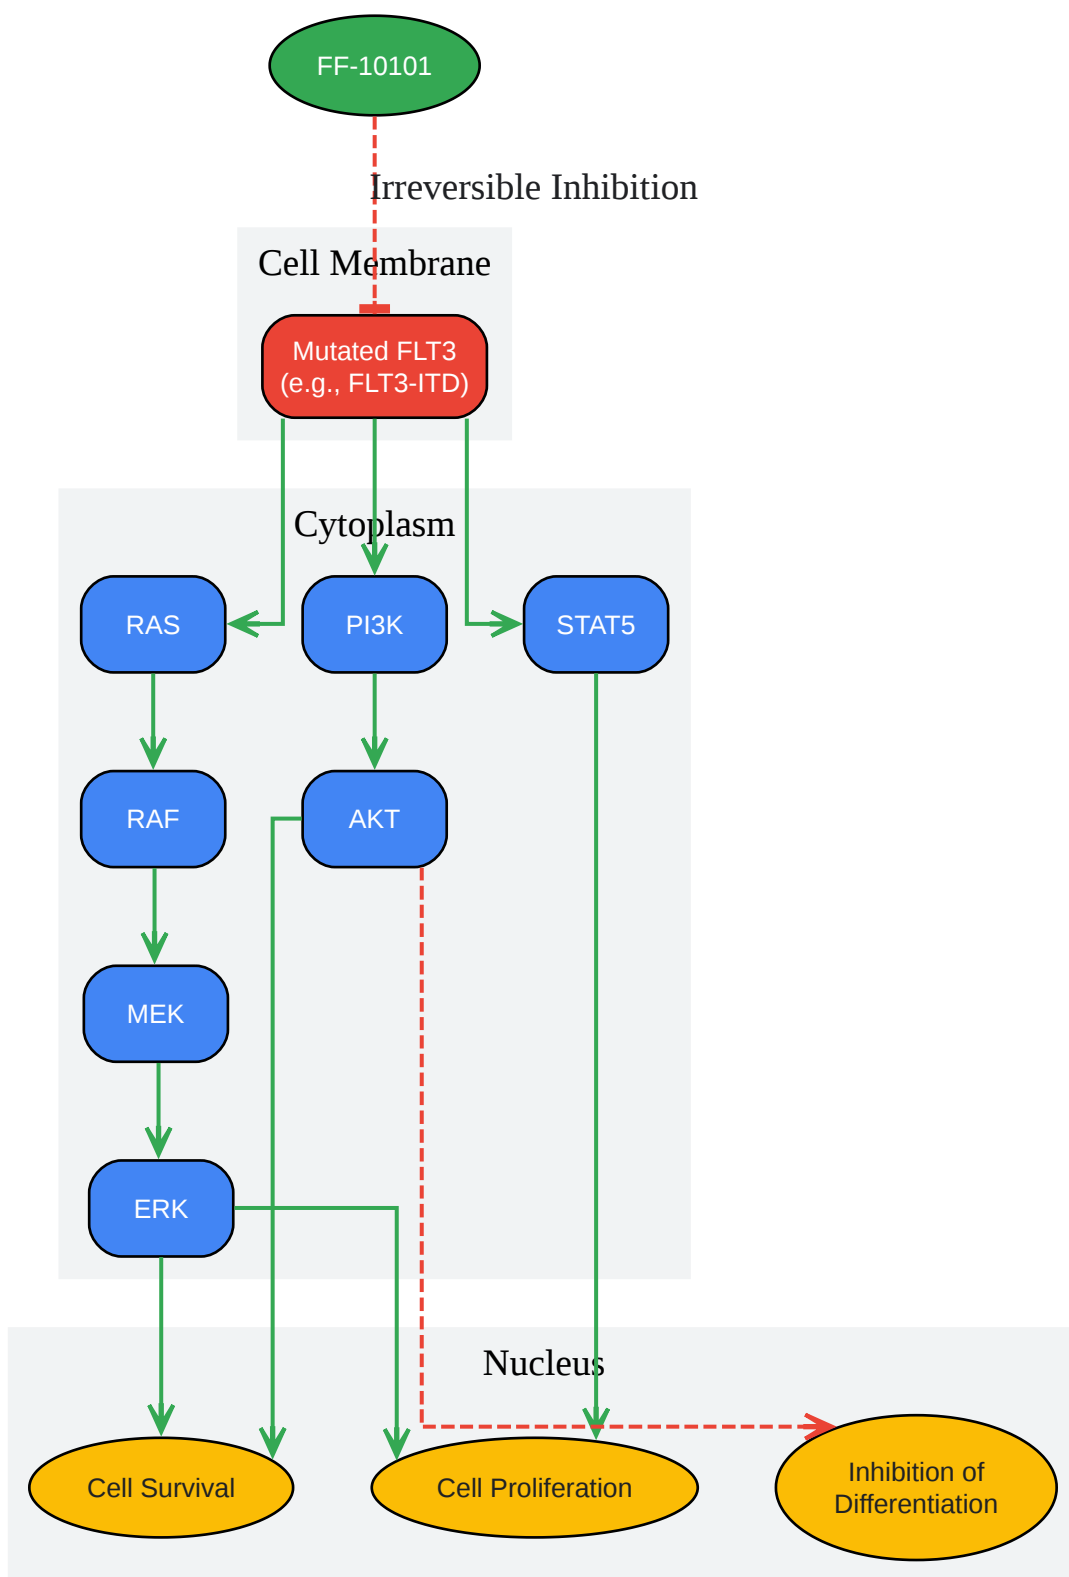 FF-10101
Irreversible Inhibition
Cell Membrane
Mutated FLT3
(e.g., FLT3-ITD)
Cytoplasm
RAS
PI3K
STAT5
RAF
AKT
MEK
ERK
Nucleus
Cell Survival
Cell Proliferation
Inhibition of
Differentiation